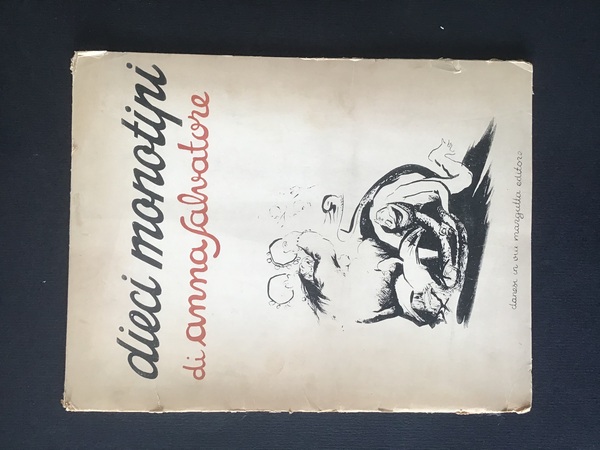 dieci monotipi
di anna salvatore
danesi in via margutta editore